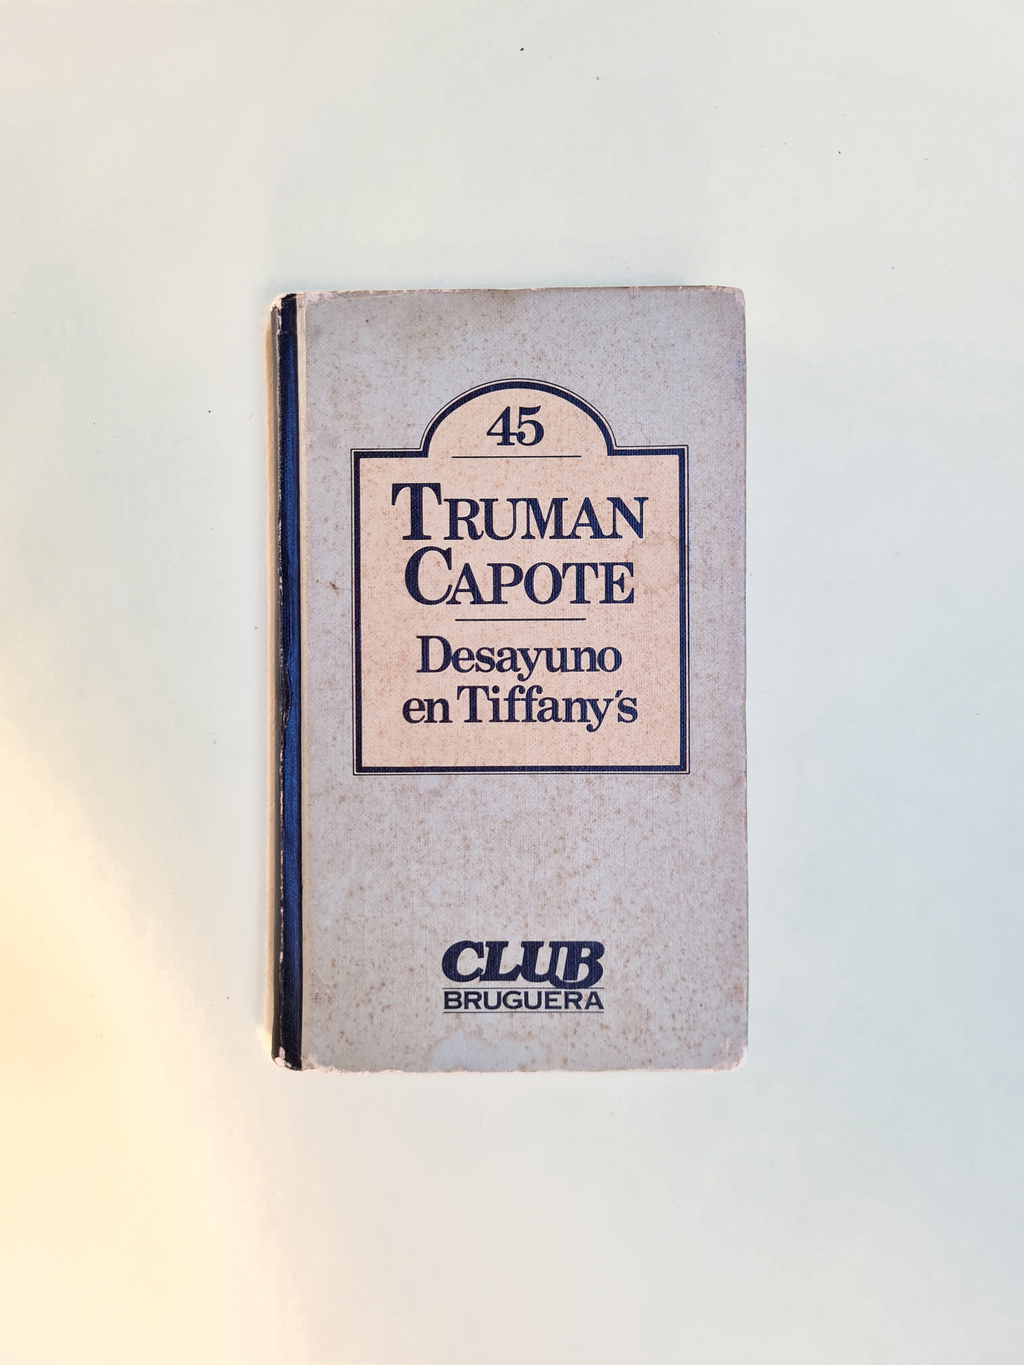 45
TRUMAN
CAPOTE
Desayuno
en Tiffany's
CLUB
BRUGUERA